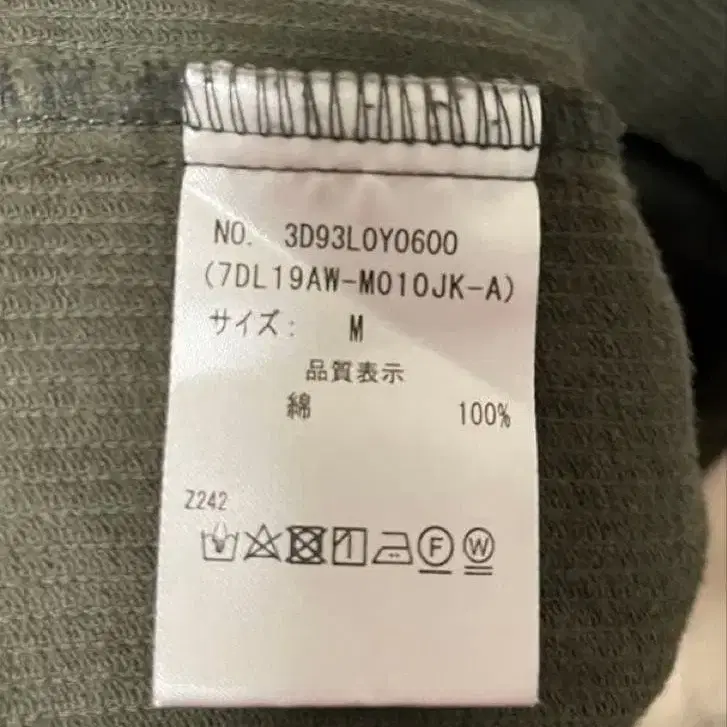 NO. 3D93L0Y0600
(7DL19AW-M010JK-A)
サイズ: M
品質表示
綿 100%
Z242
F W